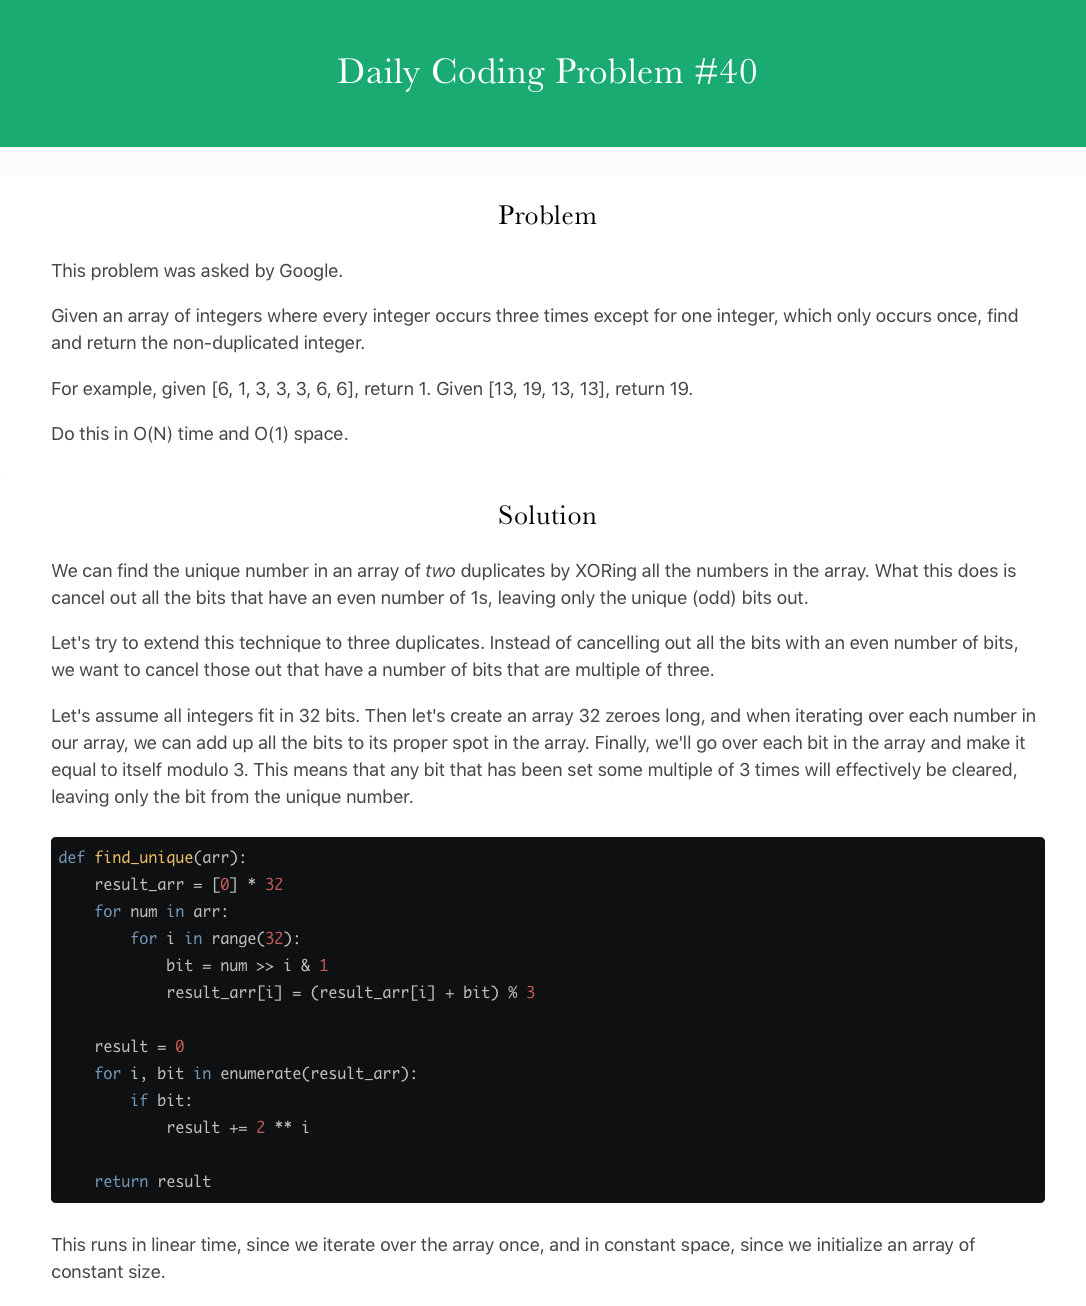 Daily Coding Problem #40
Problem
This problem was asked by Google.
Given an array of integers where every integer occurs three times except for one integer, which only occurs once, find
and return the non-duplicated integer.
For example, given [6, 1, 3, 3, 3, 6, 6], return 1. Given [13, 19, 13, 13], return 19.
Do this in O(N) time and O(1) space.
Solution
We can find the unique number in an array of two duplicates by XORing all the numbers in the array. What this does is
cancel out all the bits that have an even number of 1s, leaving only the unique (odd) bits out.
Let's try to extend this technique to three duplicates. Instead of cancelling out all the bits with an even number of bits,
we want to cancel those out that have a number of bits that are multiple of three.
Let's assume all integers fit in 32 bits. Then let's create an array 32 zeroes long, and when iterating over each number in
our array, we can add up all the bits to its proper spot in the array. Finally, we'll go over each bit in the array and make it
equal to itself modulo 3. This means that any bit that has been set some multiple of 3 times will effectively be cleared,
leaving only the bit from the unique number.
def find_unique(arr):
    result_arr = [0] * 32
    for num in arr:
        for i in range(32):
            bit = num >> i & 1
            result_arr[i] = (result_arr[i] + bit) % 3
    result = 0
    for i, bit in enumerate(result_arr):
        if bit:
            result += 2 ** i
    return result
This runs in linear time, since we iterate over the array once, and in constant space, since we initialize an array of
constant size.